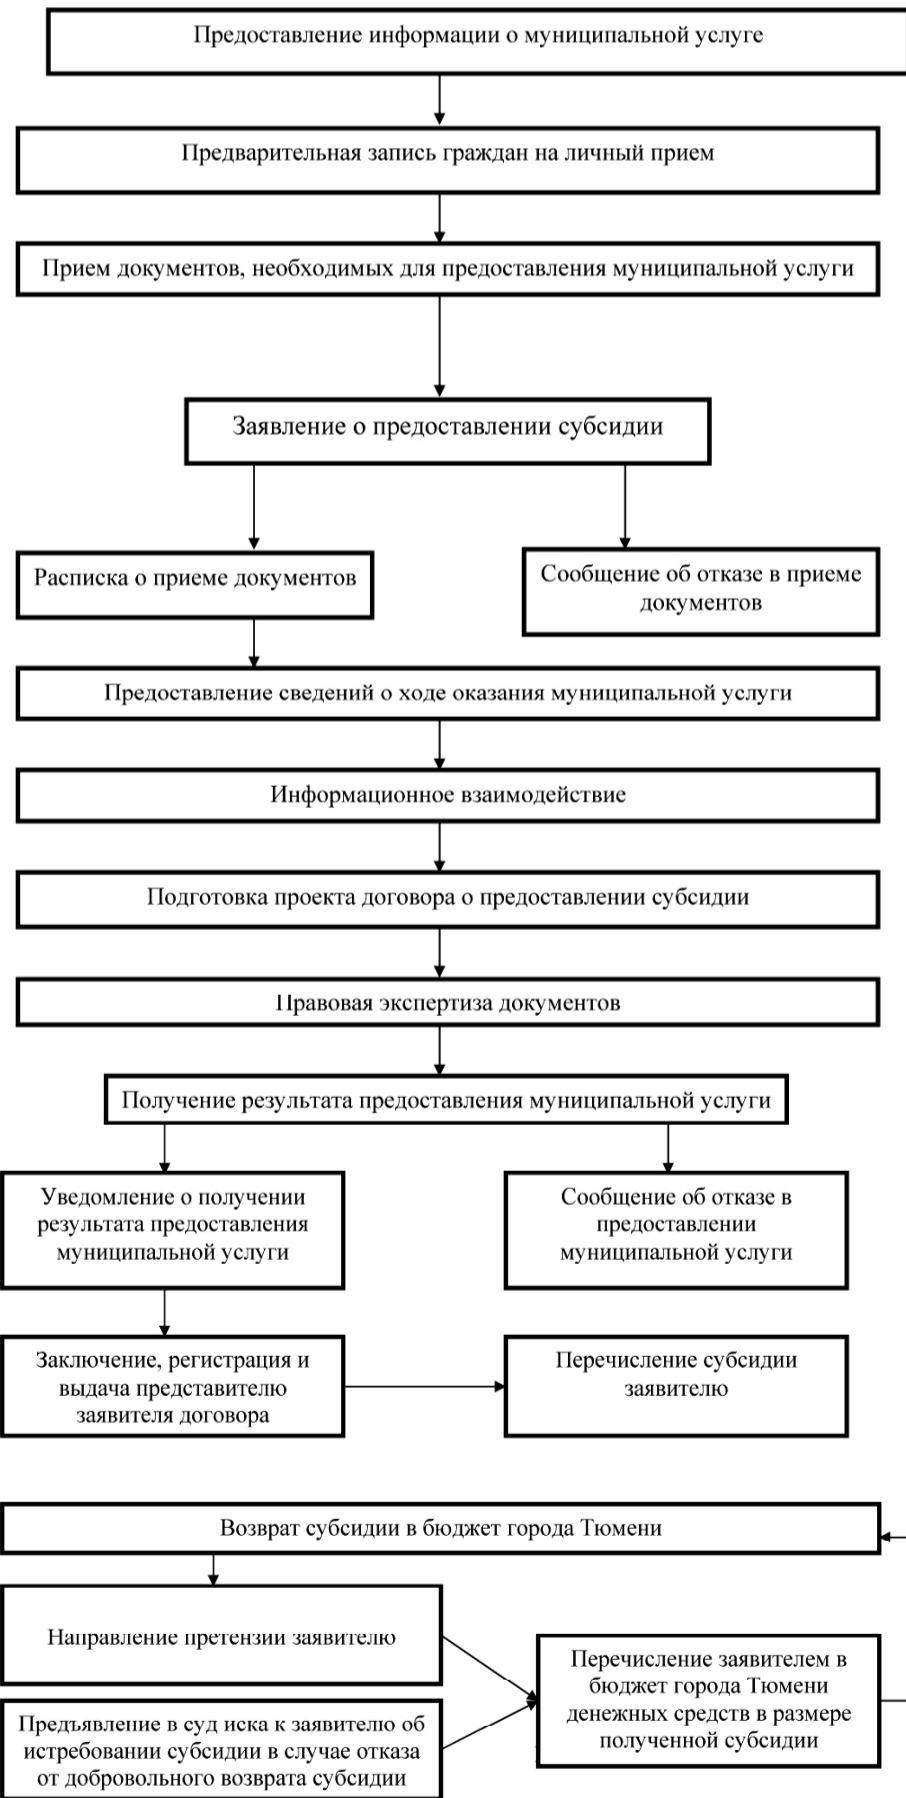 Предоставление информации о муниципальной услуге
Предварительная запись граждан на личный прием
Прием документов, необходимых для предоставления муниципальной услуги
Заявление о предоставлении субсидии
Расписка о приеме документов
Сообщение об отказе в приеме
документов
Предоставление сведений о ходе оказания муниципальной услуги
Информационное взаимодействие
Подготовка проекта договора о предоставлении субсидии
Правовая экспертиза документов
Получение результата предоставления муниципальной услуги
Уведомление о получении
результата предоставления
муниципальной услуги
Сообщение об отказе в
предоставлении
муниципальной услуги
Заключение, регистрация и
выдача представителю
заявителя договора
Перечисление субсидии
заявителю
Возврат субсидии в бюджет города Тюмени
Направление претензии заявителю
Перечисление заявителем в
бюджет города Тюмени
денежных средств в размере
полученной субсидии
Предъявление в суд иска к заявителю об
истребовании субсидии в случае отказа
от добровольного возврата субсидии